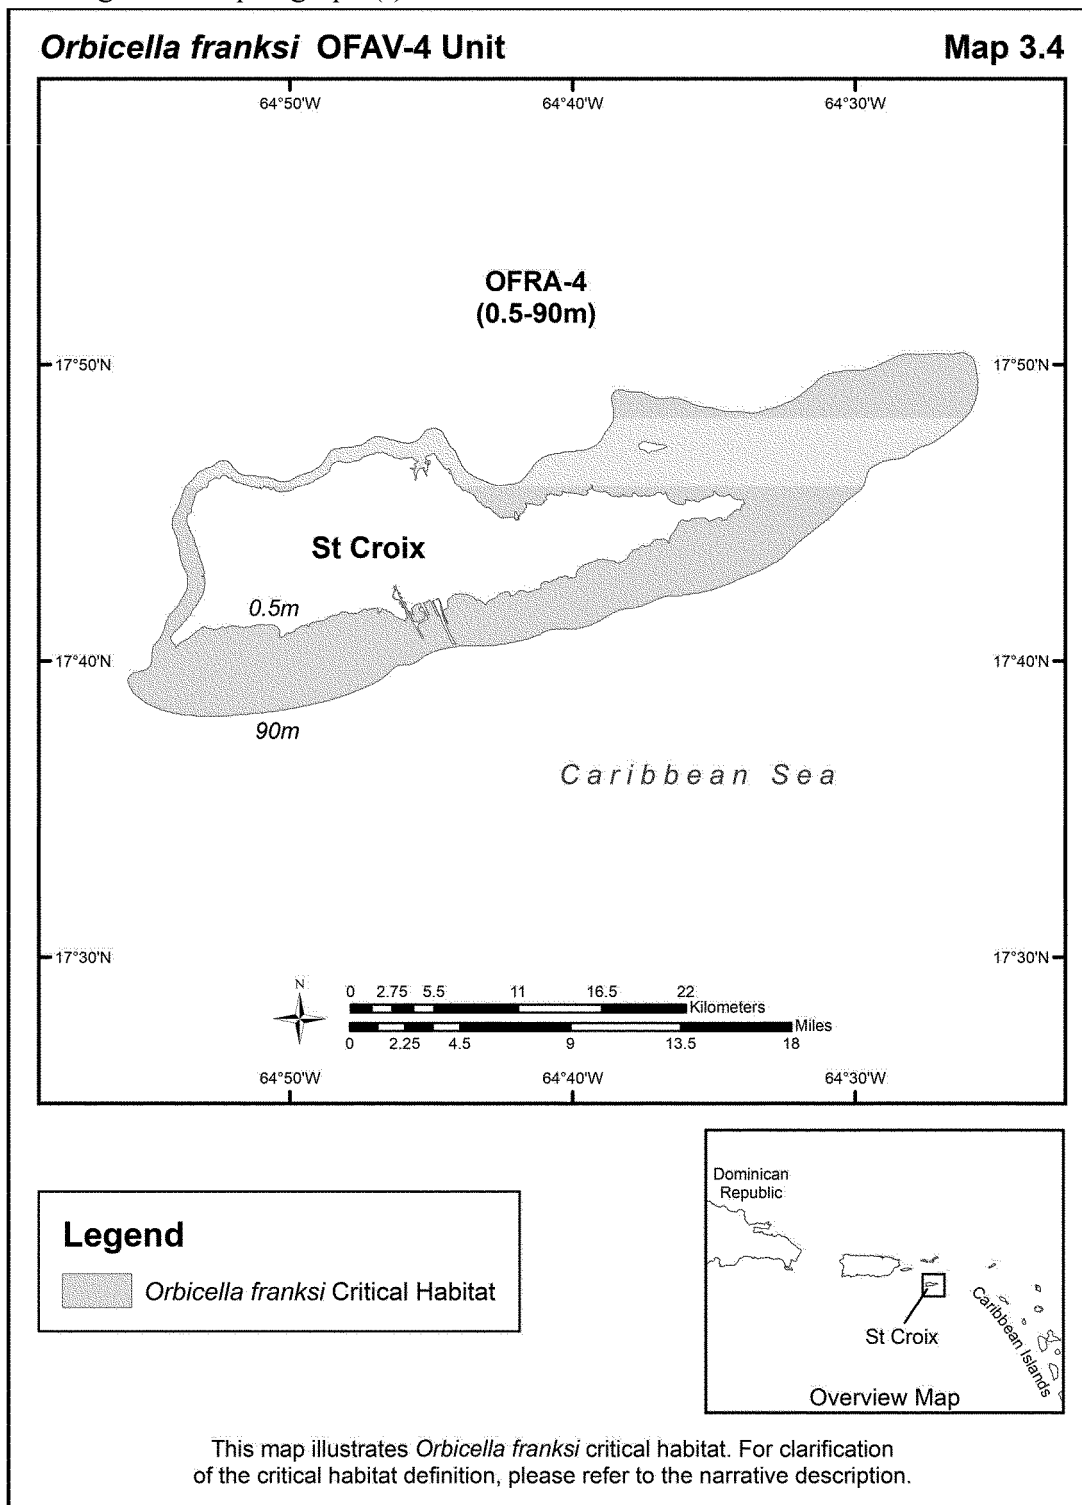 Orbicella franksi OFAV-4 Unit
Map 3.4
64°50'W
64°40'W
64°30'W
OFRA-4
(0.5-90m)
17°50'N
17°50'N
St Croix
0.5m
17°40'N
17°40'N
90m
Caribbean Sea
17°30'N
17°30'N
N
0 2.75 5.5 11 16.5 22
Kilometers
Miles
0 2.25 4.5 9 13.5 18
64°50'W
64°40'W
64°30'W
Legend
Orbicella franksi Critical Habitat
Dominican
Republic
St Croix
Caribbean Islands
Overview Map
This map illustrates Orbicella franksi critical habitat. For clarification
of the critical habitat definition, please refer to the narrative description.